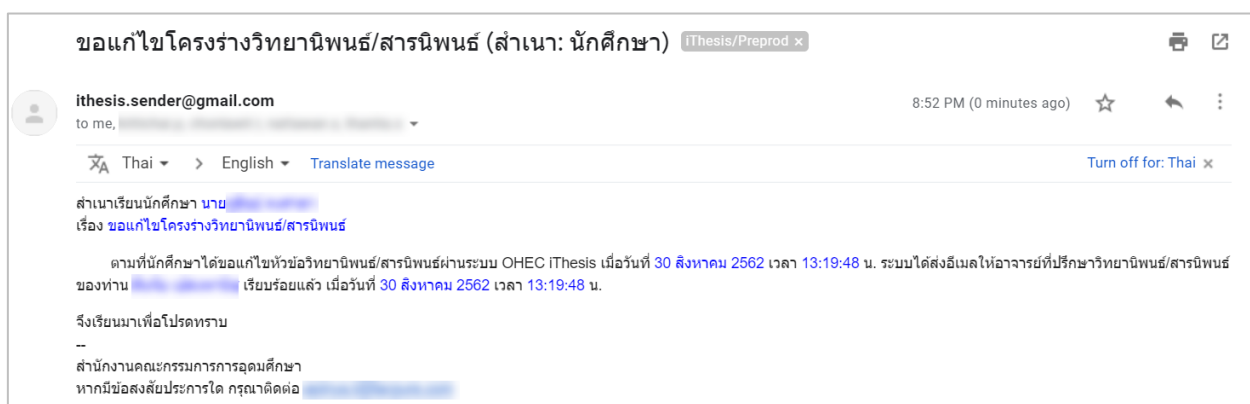 ขอแก้ไขโครงร่างวิทยานิพนธ์/สารนิพนธ์ (สำเนา: นักศึกษา) iThesis/Preprod x
ithesis.sender@gmail.com 8:52 PM (0 minutes ago)
to me,
Thai > English Translate message Turn off for: Thai x
สำเนาเรียนนักศึกษา นาย
เรื่อง ขอแก้ไขโครงร่างวิทยานิพนธ์/สารนิพนธ์
ตามที่นักศึกษาได้ขอแก้ไขหัวข้อวิทยานิพนธ์/สารนิพนธ์ผ่านระบบ OHEC iThesis เมื่อวันที่ 30 สิงหาคม 2562 เวลา 13:19:48 น. ระบบได้ส่งอีเมลให้อาจารย์ที่ปรึกษาวิทยานิพนธ์/สารนิพนธ์
ของท่าน เรียบร้อยแล้ว เมื่อวันที่ 30 สิงหาคม 2562 เวลา 13:19:48 น.
จึงเรียนมาเพื่อโปรดทราบ
--
สำนักงานคณะกรรมการการอุดมศึกษา
หากมีข้อสงสัยประการใด กรุณาติดต่อ